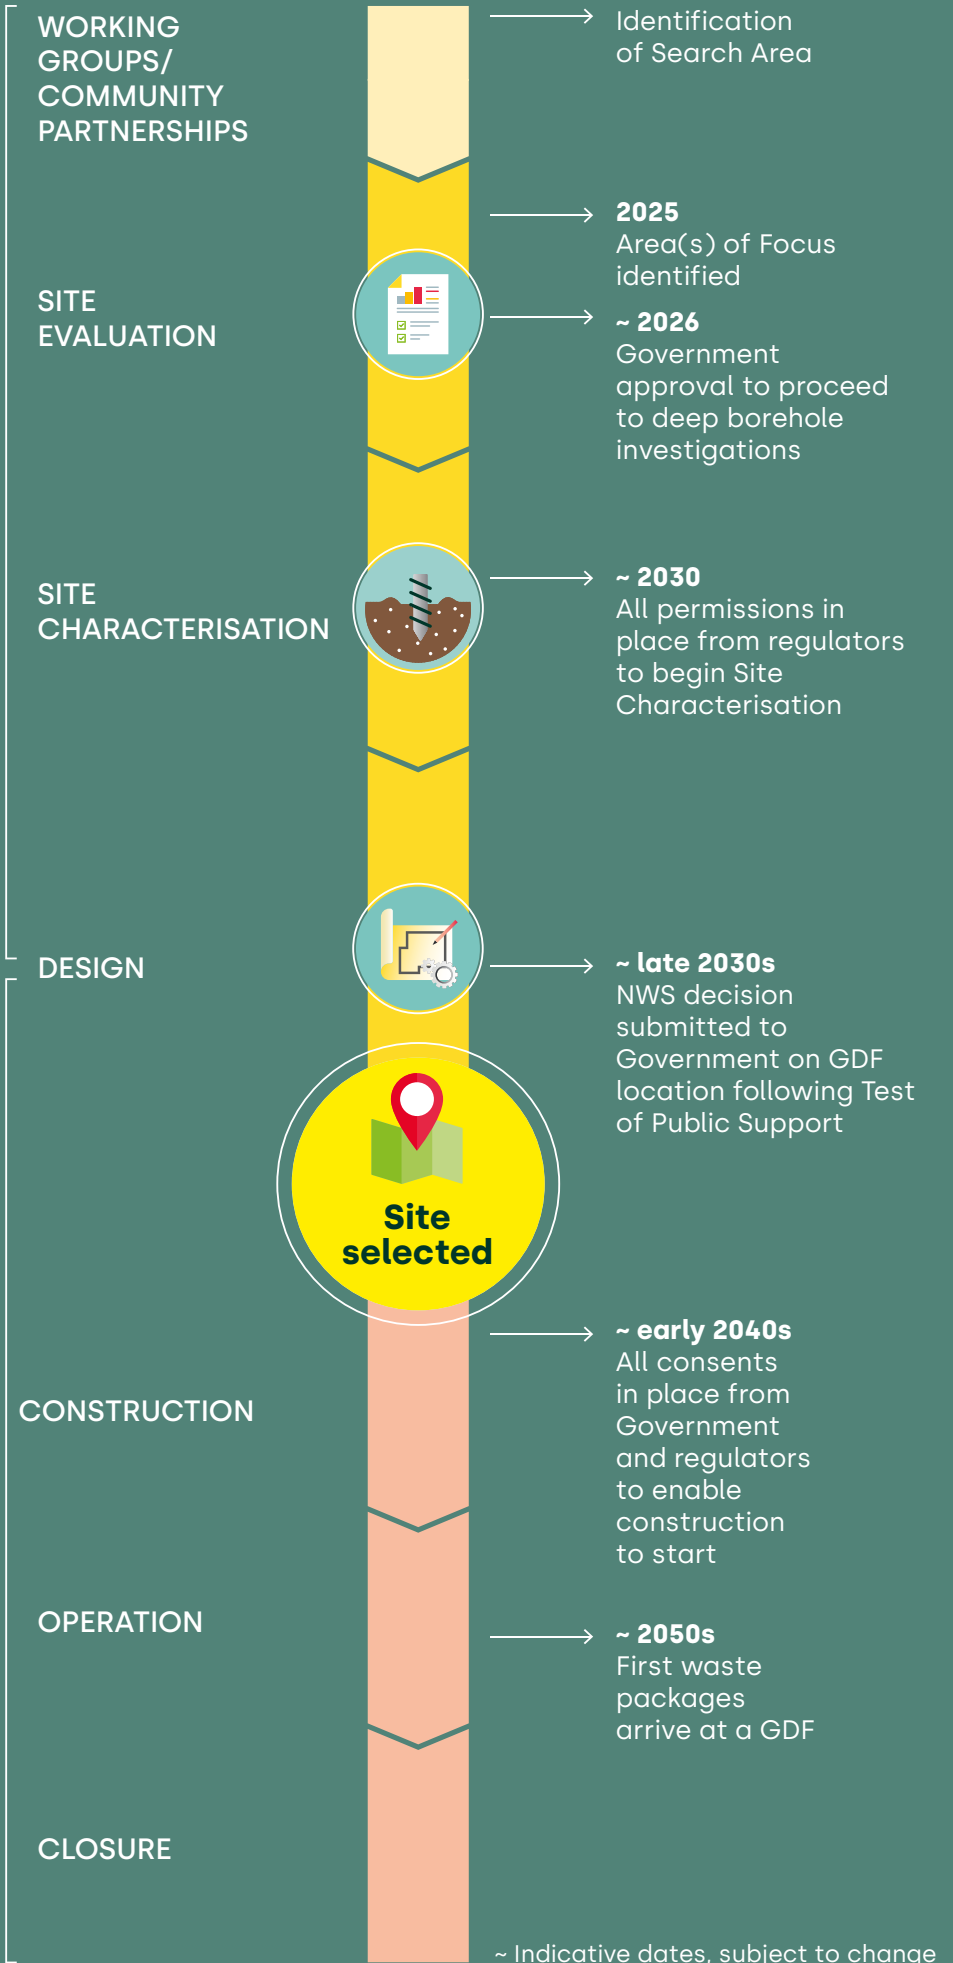 WORKING
GROUPS/
COMMUNITY
PARTNERSHIPS
Identification
of Search Area
2025
Area(s) of Focus
identified
SITE
EVALUATION
~ 2026
Government
approval to proceed
to deep borehole
investigations
SITE
CHARACTERISATION
~ 2030
All permissions in
place from regulators
to begin Site
Characterisation
DESIGN
~ late 2030s
NWS decision
submitted to
Government on GDF
location following Test
of Public Support
Site
selected
~ early 2040s
All consents
in place from
Government
and regulators
to enable
construction
to start
CONSTRUCTION
OPERATION
~ 2050s
First waste
packages
arrive at a GDF
CLOSURE
~ Indicative dates, subject to change